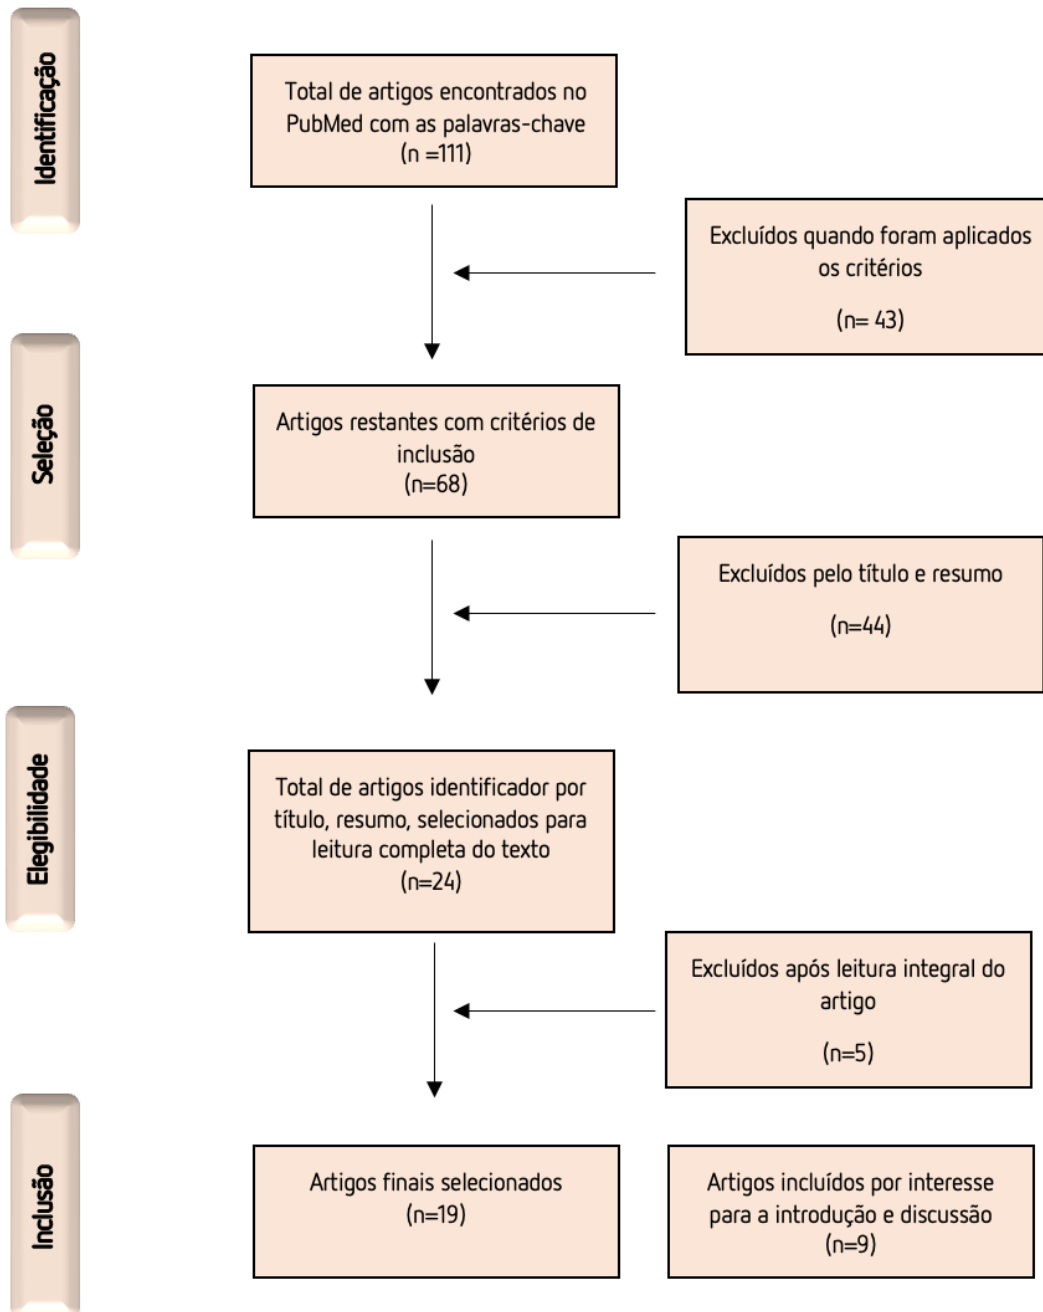 Identificação
Total de artigos encontrados no
PubMed com as palavras-chave
(n =111)
Excluídos quando foram aplicados
os critérios
(n= 43)
Seleção
Artigos restantes com critérios de
inclusão
(n=68)
Excluídos pelo título e resumo
(n=44)
Elegibilidade
Total de artigos identificador por
título, resumo, selecionados para
leitura completa do texto
(n=24)
Excluídos após leitura integral do
artigo
(n=5)
Inclusão
Artigos finais selecionados
(n=19)
Artigos incluídos por interesse
para a introdução e discussão
(n=9)